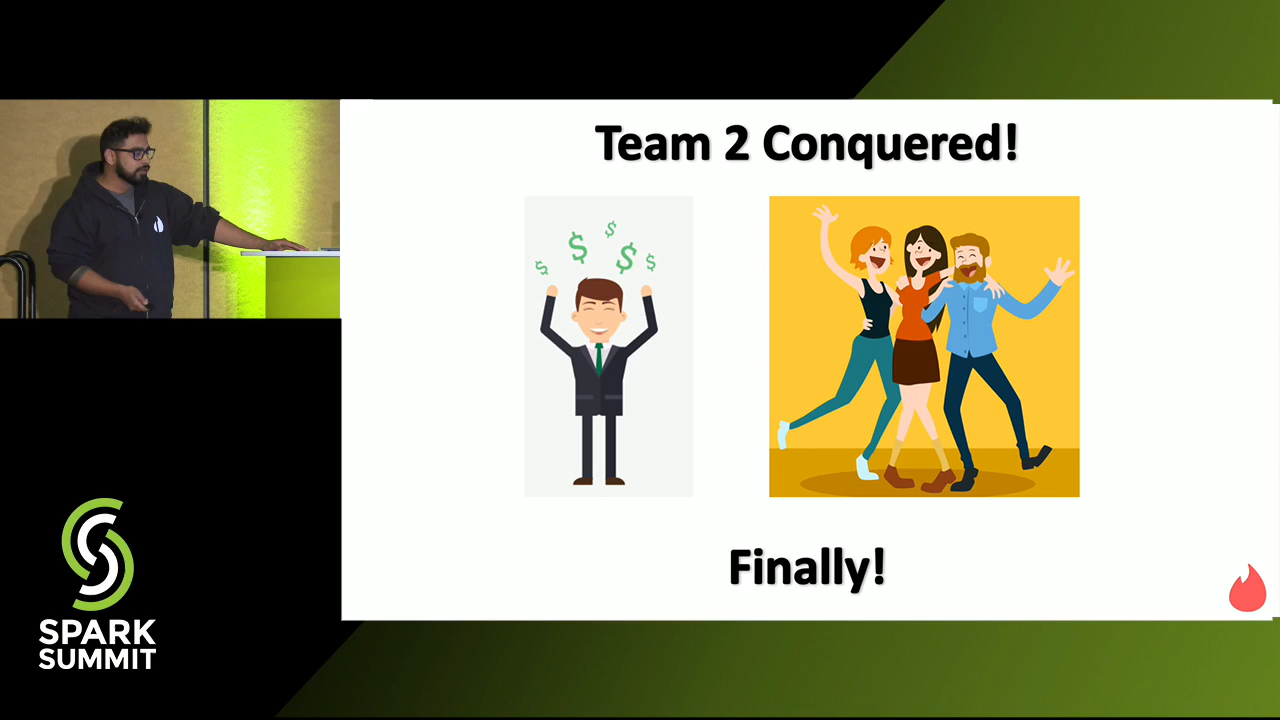 Team 2 Conquered!
$ $ $ $ $
Finally!
SPARK
SUMMIT